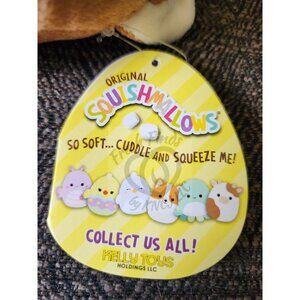 ORIGINAL
SQUISHMALLOWS
SO SOFT... CUDDLE AND SQUEEZE ME!
COLLECT US ALL!
KELLY TOYS
HOLDINGS LLC